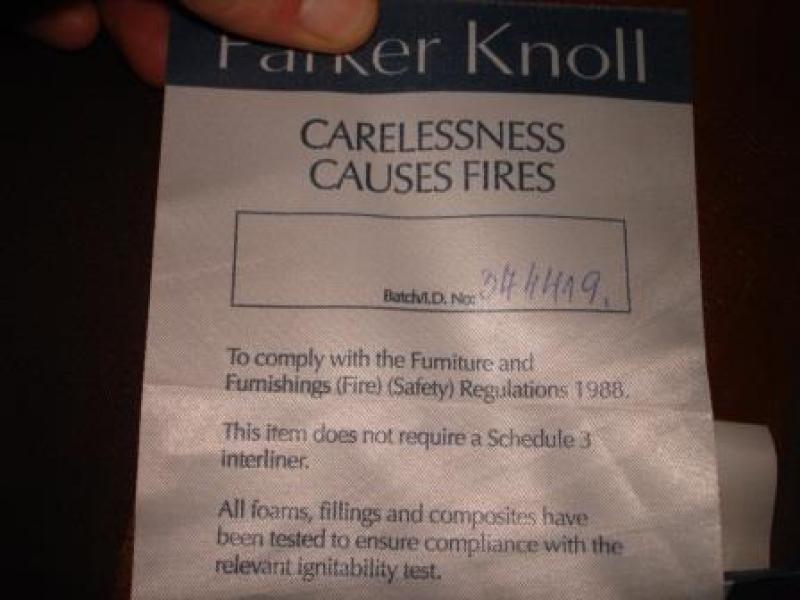 Parker Knoll
CARELESSNESS
CAUSES FIRES
Batch/I.D. No:
To comply with the Furniture and
Furnishings (Fire) (Safety) Regulations 1988.
This item does not require a Schedule 3
interliner.
All foams, fillings and composites have
been tested to ensure compliance with the
relevant ignitability test.